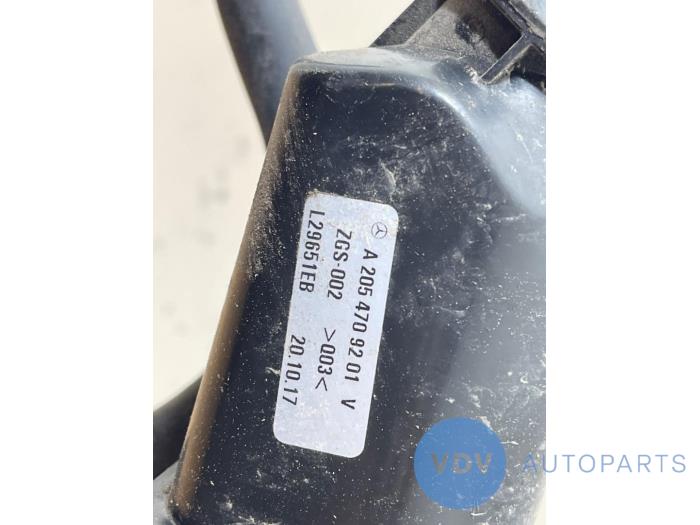 A 205 470 92 01 V
ZGS-002 >003<
L29651EB 20.10.17
VDV AUTOPARTS